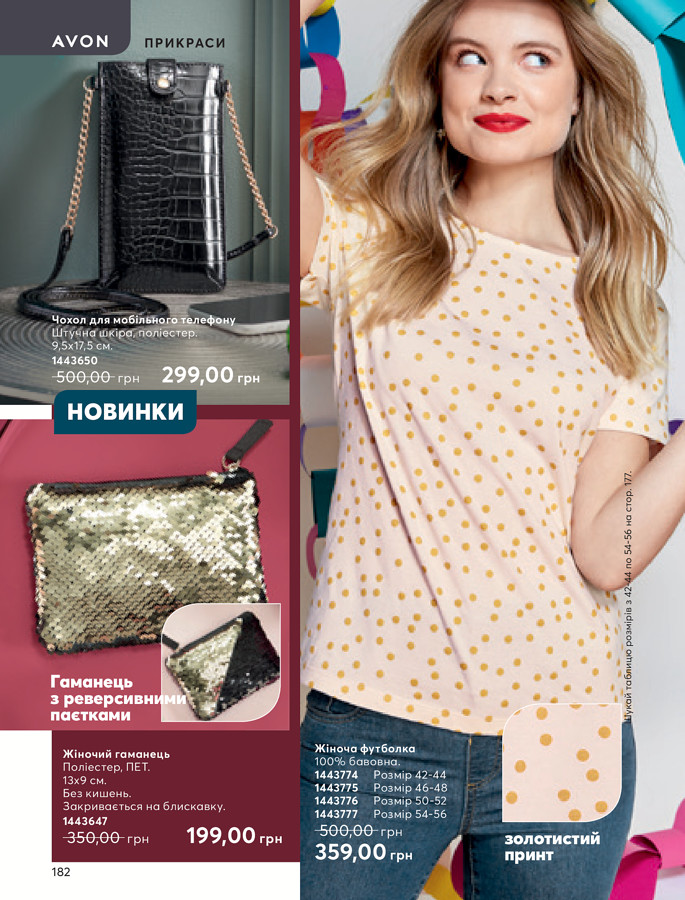 AVON
ПРИКРАСИ
Чохол для мобільного телефону
Штучна шкіра, поліестер.
9,5х17,5 см.
1443650
500,00 грн 299,00 грн
НОВИНКИ
Гаманець
з реверсивними
паєтками
Жіночий гаманець
Поліестер, ПЕТ.
13х9 см.
Без кишень.
Закривається на блискавку.
1443647
350,00 грн 199,00 грн
182
Шукай таблицю розмірів з 42-44 по 54-56 на стор. 177.
Жіноча футболка
100% бавовна.
1443774 Розмір 42-44
1443775 Розмір 46-48
1443776 Розмір 50-52
1443777 Розмір 54-56
500,00 грн
359,00 грн
золотистий
принт